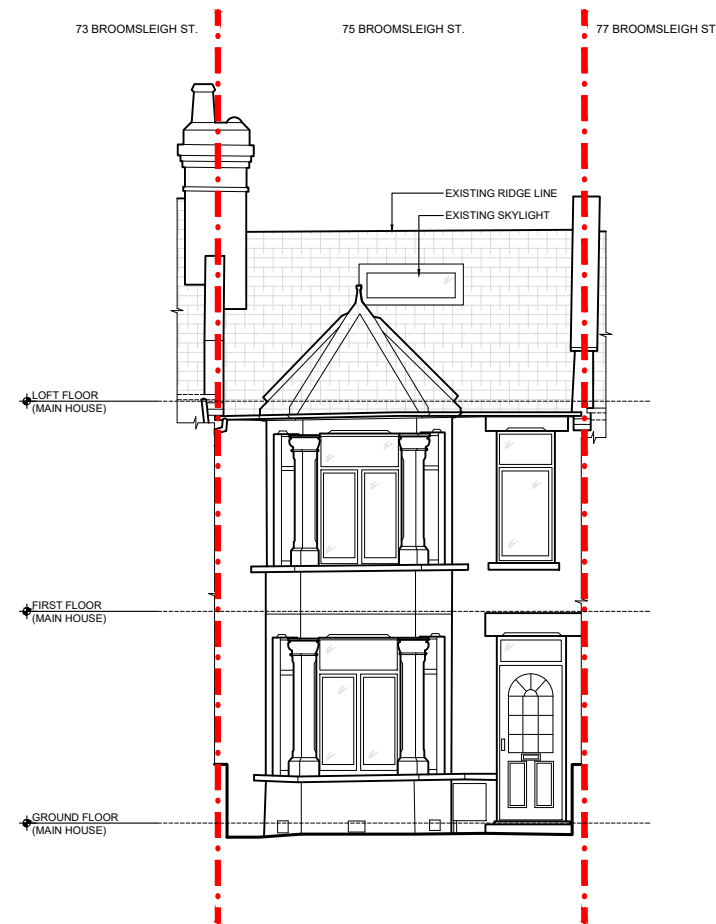 73 BROOMSLEIGH ST.
75 BROOMSLEIGH ST.
77 BROOMSLEIGH ST
EXISTING RIDGE LINE
EXISTING SKYLIGHT
LOFT FLOOR
(MAIN HOUSE)
FIRST FLOOR
(MAIN HOUSE)
GROUND FLOOR
(MAIN HOUSE)